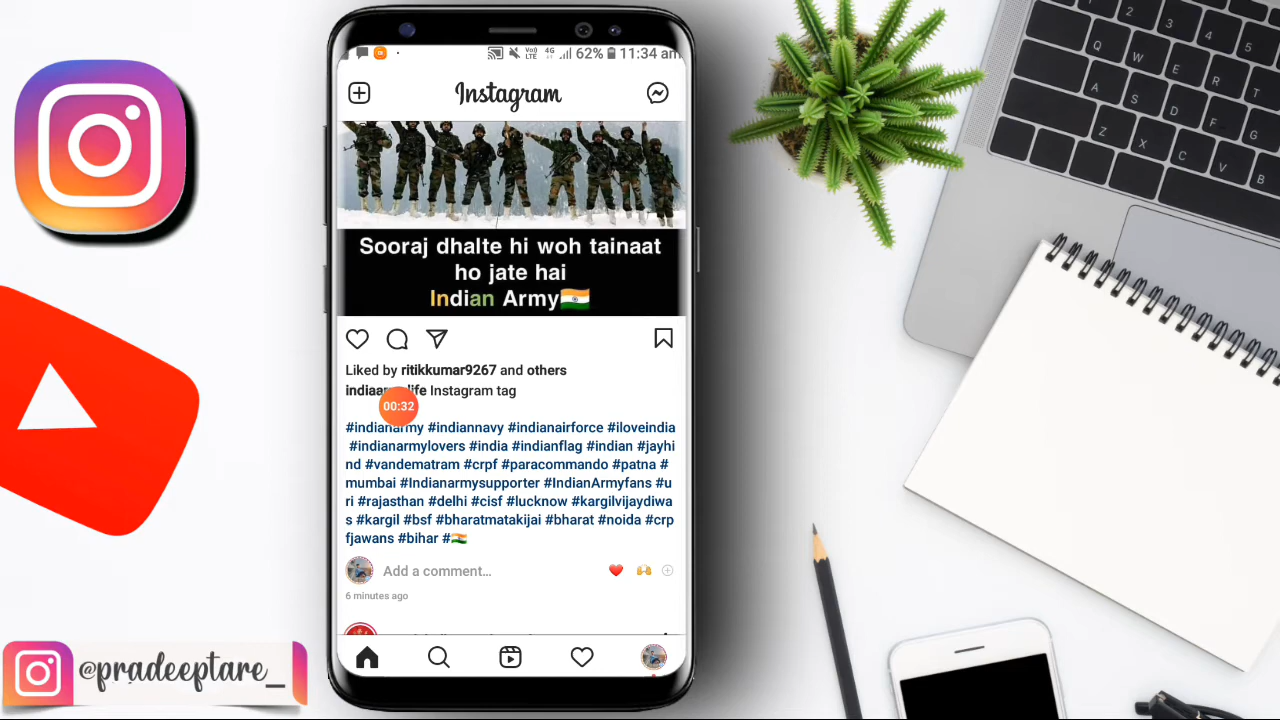 62% 11:34 am
Instagram
Sooraj dhalte hi woh tainaat
ho jate hai
Indian Army🇮🇳
Liked by ritikkumar9267 and others
Instagram tag
00:32
#indianarmy #indiannavy #indianairforce #iloveindia
#indianarmylovers #india #indianflag #indian #jayhi
nd #vandematram #crpf #paracommando #patna #
mumbai #Indianarmysupporter #IndianArmyfans #u
ri #rajasthan #delhi #cisf #lucknow #kargilvijaydiwa
s #kargil #bsf #bharatmatakijai #bharat #noida #crp
fjawans #bihar #🇮🇳
Add a comment...
6 minutes ago
@pradeeptare_